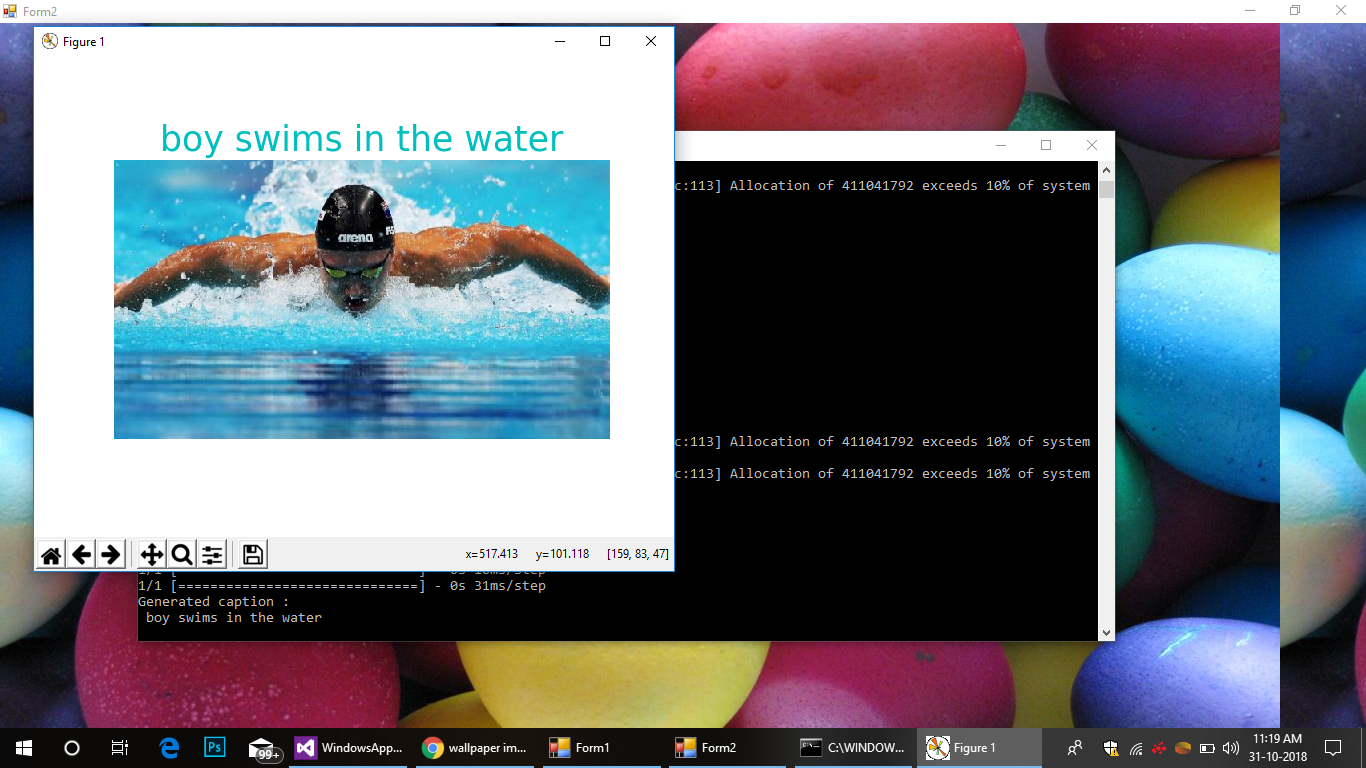 Form2
Figure 1
boy swims in the water
arena
c:113] Allocation of 411041792 exceeds 10% of system
c:113] Allocation of 411041792 exceeds 10% of system
c:113] Allocation of 411041792 exceeds 10% of system
x=517.413 y=101.118 [159, 83, 47]
1/1 [==============================] - 0s 31ms/step
Generated caption :
boy swims in the water
Ps
99+
WindowsApp...
wallpaper im...
Form1
Form2
C:\WINDOW...
Figure 1
11:19 AM
31-10-2018